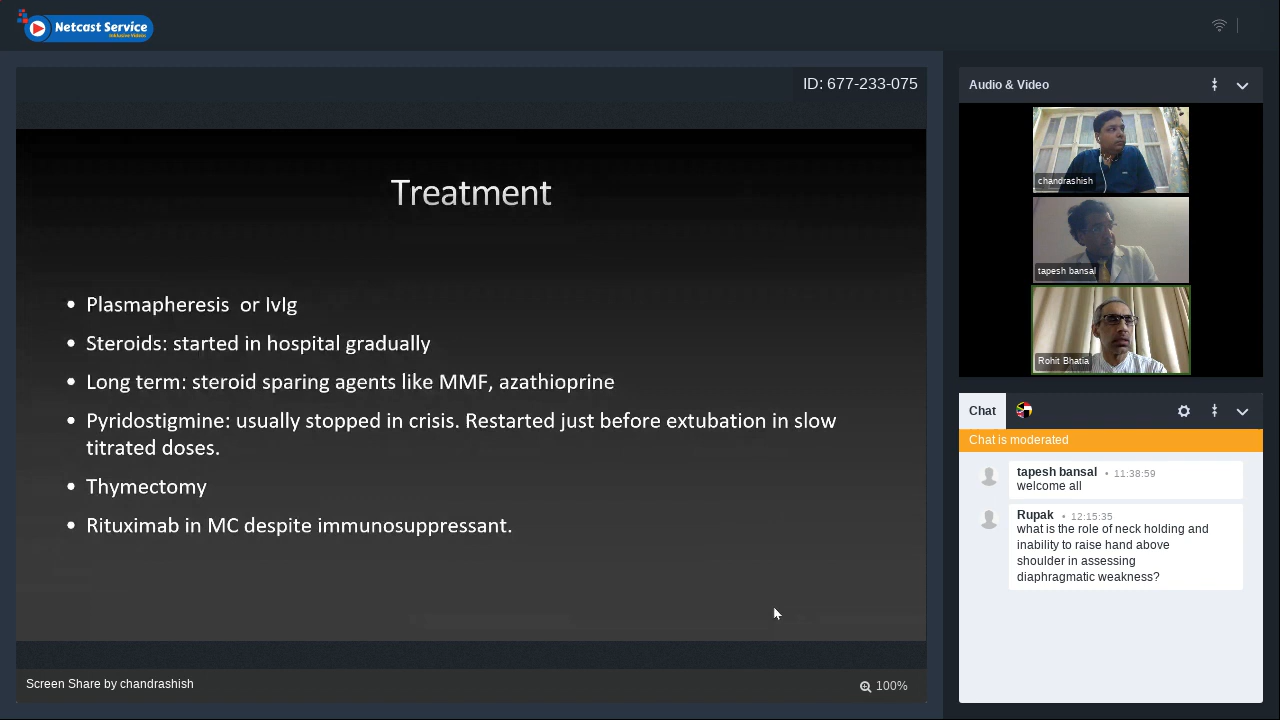 Netcast Service
ID: 677-233-075
Treatment
• Plasmapheresis or IvIg
• Steroids: started in hospital gradually
• Long term: steroid sparing agents like MMF, azathioprine
• Pyridostigmine: usually stopped in crisis. Restarted just before extubation in slow
titrated doses.
• Thymectomy
• Rituximab in MC despite immunosuppressant.
Screen Share by chandrashish
100%
Audio & Video
chandrashish
tapesh bansal
Rohit Bhatia
Chat
Chat is moderated
tapesh bansal • 11:38:59
welcome all
Rupak • 12:15:35
what is the role of neck holding and
inability to raise hand above
shoulder in assessing
diaphragmatic weakness?